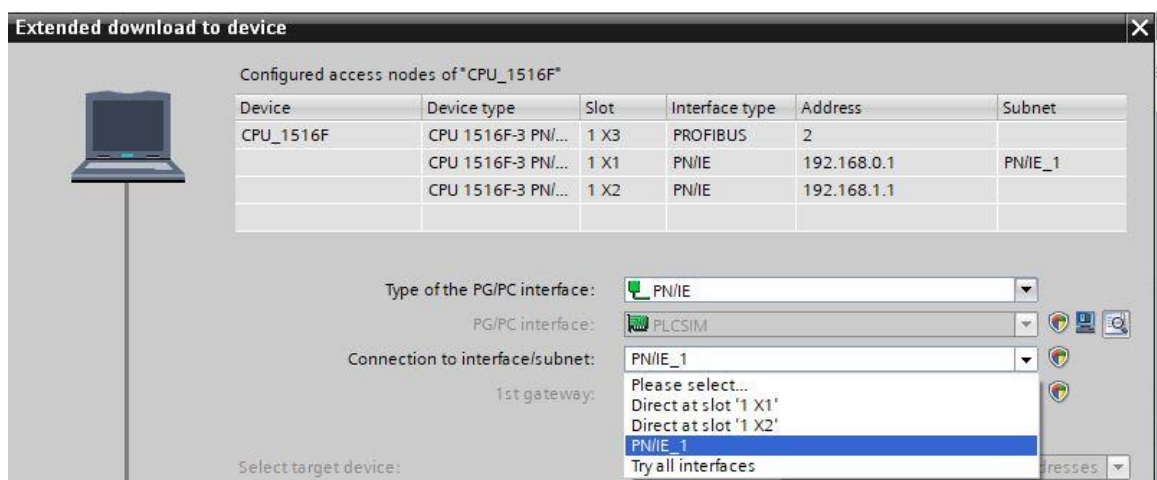 Extended download to device
Configured access nodes of "CPU_1516F"
Device Device type Slot Interface type Address Subnet
CPU_1516F CPU 1516F-3 PN/... 1 X3 PROFIBUS 2
CPU 1516F-3 PN/... 1 X1 PN/IE 192.168.0.1 PN/IE_1
CPU 1516F-3 PN/... 1 X2 PN/IE 192.168.1.1
Type of the PG/PC interface: PN/IE
PG/PC interface: PLCSIM
Connection to interface/subnet: PN/IE_1
1st gateway:
Please select...
Direct at slot '1 X1'
Direct at slot '1 X2'
PN/IE_1
Try all interfaces
Select target device: